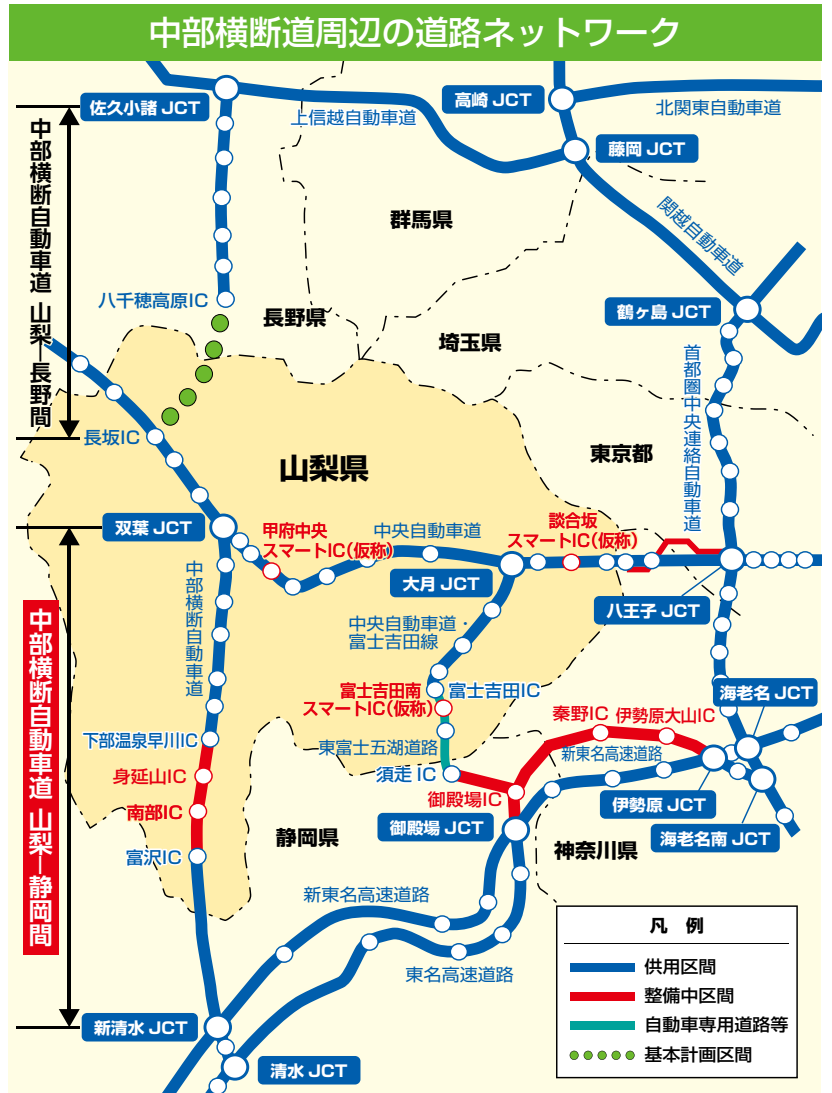 中部横断道周辺の道路ネットワーク
佐久小諸 JCT
高崎 JCT
北関東自動車道
上信越自動車道
藤岡 JCT
中部横断自動車道 山梨―長野間
群馬県
関越自動車道
八千穂高原IC
長野県
鶴ヶ島 JCT
埼玉県
首都圏中央連絡自動車道
長坂IC
山梨県
東京都
双葉 JCT
甲府中央
スマートIC(仮称)
中央自動車道
談合坂
スマートIC(仮称)
大月 JCT
八王子 JCT
中部横断自動車道
中央自動車道・
富士吉田線
中部横断自動車道 山梨―静岡間
富士吉田南
スマートIC(仮称)
富士吉田IC
海老名 JCT
秦野IC
伊勢原大山IC
下部温泉早川IC
東富士五湖道路
新東名高速道路
身延山IC
須走 IC
御殿場IC
伊勢原 JCT
南部IC
御殿場 JCT
海老名南 JCT
静岡県
神奈川県
富沢IC
新東名高速道路
東名高速道路
新清水 JCT
清水 JCT
凡 例
供用区間
整備中区間
自動車専用道路等
基本計画区間